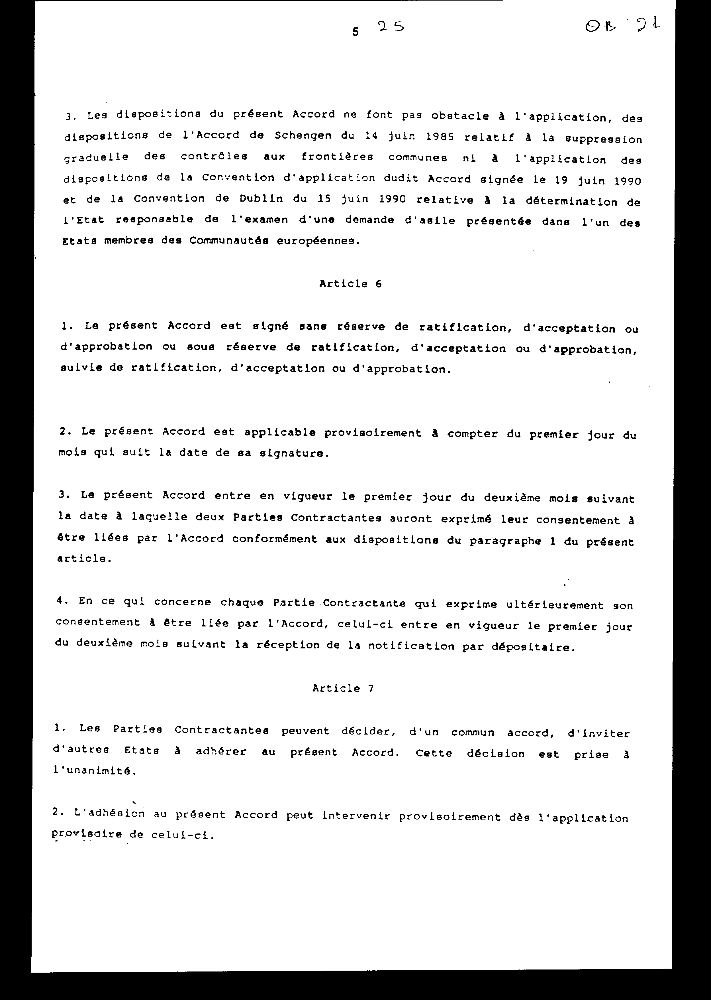 5 25
OB 21
3. Les dispositions du présent Accord ne font pas obstacle à l'application, des
dispositions de l'Accord de Schengen du 14 juin 1985 relatif à la suppression
graduelle des contrôles aux frontières communes ni à l'application des
dispositions de la Convention d'application dudit Accord signée le 19 juin 1990
et de la Convention de Dublin du 15 juin 1990 relative à la détermination de
l'Etat responsable de l'examen d'une demande d'asile présentée dans l'un des
Etats membres des Communautés européennes.
Article 6
1. Le présent Accord est signé sans réserve de ratification, d'acceptation ou
d'approbation ou sous réserve de ratification, d'acceptation ou d'approbation,
suivie de ratification, d'acceptation ou d'approbation.
2. Le présent Accord est applicable provisoirement à compter du premier jour du
mois qui suit la date de sa signature.
3. Le présent Accord entre en vigueur le premier jour du deuxième mois suivant
la date à laquelle deux Parties Contractantes auront exprimé leur consentement à
être liées par l'Accord conformément aux dispositions du paragraphe 1 du présent
article.
4. En ce qui concerne chaque Partie Contractante qui exprime ultérieurement son
consentement à être liée par l'Accord, celui-ci entre en vigueur le premier jour
du deuxième mois suivant la réception de la notification par dépositaire.
Article 7
1. Les Parties Contractantes peuvent décider, d'un commun accord, d'inviter
d'autres Etats à adhérer au présent Accord. Cette décision est prise à
l'unanimité.
2. L'adhésion au présent Accord peut intervenir provisoirement dès l'application
provisoire de celui-ci.